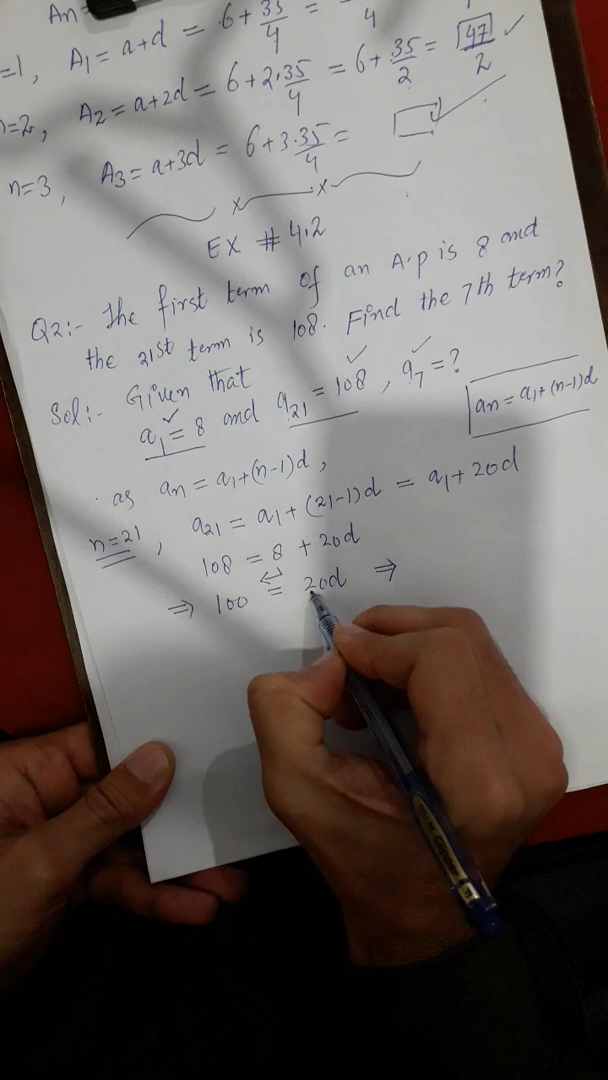 An=
n=1, A1 = a+d = 6 + 35/4 = 4
n=2, A2 = a+2d = 6+2·35/4 = 6+ 35/2 = 47/2 ✓
n=3, A3 = a+3d = 6+3·35/4 =
x x
EX # 4.2
Q2:- The first term of an A.p is 8 and
the 21st term is 108. Find the 7th term?
Sol:- Given that
a1 = 8 and a21 = 108, a7 = ?
an = a1+(n-1)d
as an = a1+(n-1)d,
n=21, a21 = a1 + (21-1)d = a1 + 20d
108 = 8 + 20d
⇒ 100 = 20d ⇒